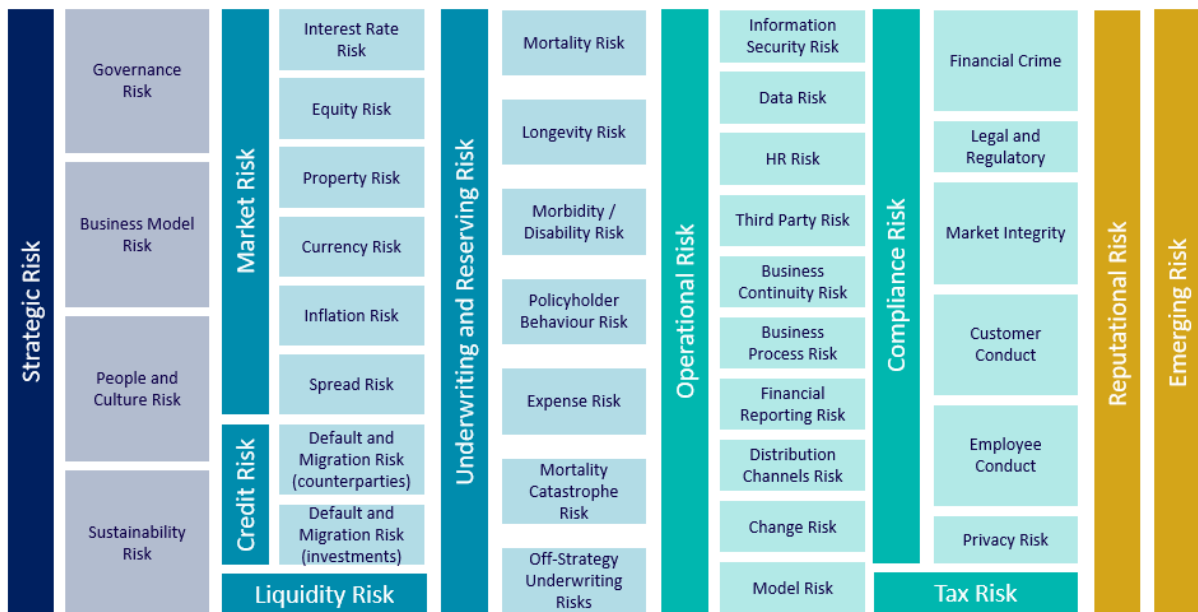 Strategic Risk
Governance
Risk
Business Model
Risk
People and
Culture Risk
Sustainability
Risk
Market Risk
Interest Rate
Risk
Equity Risk
Property Risk
Currency Risk
Inflation Risk
Spread Risk
Credit Risk
Default and
Migration Risk
(counterparties)
Default and
Migration Risk
(investments)
Liquidity Risk
Underwriting and Reserving Risk
Mortality Risk
Longevity Risk
Morbidity /
Disability Risk
Policyholder
Behaviour Risk
Expense Risk
Mortality
Catastrophe
Risk
Off-Strategy
Underwriting
Risks
Operational Risk
Information
Security Risk
Data Risk
HR Risk
Third Party Risk
Business
Continuity Risk
Business
Process Risk
Financial
Reporting Risk
Distribution
Channels Risk
Change Risk
Model Risk
Compliance Risk
Financial Crime
Legal and
Regulatory
Market Integrity
Customer
Conduct
Employee
Conduct
Privacy Risk
Tax Risk
Reputational Risk
Emerging Risk